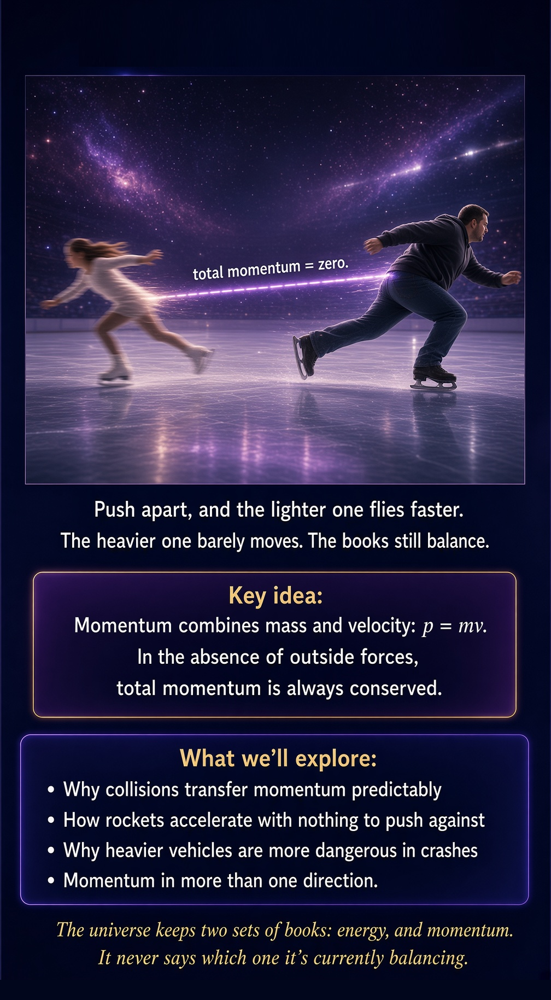 total momentum = zero.
Push apart, and the lighter one flies faster.
The heavier one barely moves. The books still balance.
Key idea:
Momentum combines mass and velocity: p = mv.
In the absence of outside forces,
total momentum is always conserved.
What we’ll explore:
• Why collisions transfer momentum predictably
• How rockets accelerate with nothing to push against
• Why heavier vehicles are more dangerous in crashes
• Momentum in more than one direction.
The universe keeps two sets of books: energy, and momentum.
It never says which one it’s currently balancing.